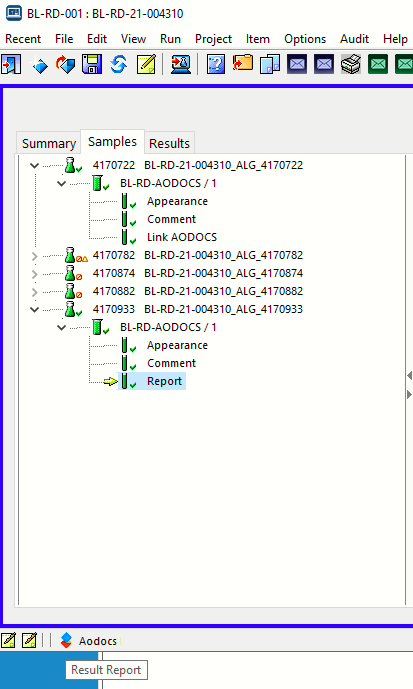 BL-RD-001 : BL-RD-21-004310
Recent File Edit View Run Project Item Options Audit Help
Summary Samples Results
4170722 BL-RD-21-004310_ALG_4170722
BL-RD-AODOCS / 1
Appearance
Comment
Link AODOCS
4170782 BL-RD-21-004310_ALG_4170782
4170874 BL-RD-21-004310_ALG_4170874
4170882 BL-RD-21-004310_ALG_4170882
4170933 BL-RD-21-004310_ALG_4170933
BL-RD-AODOCS / 1
Appearance
Comment
Report
Aodocs
Result Report